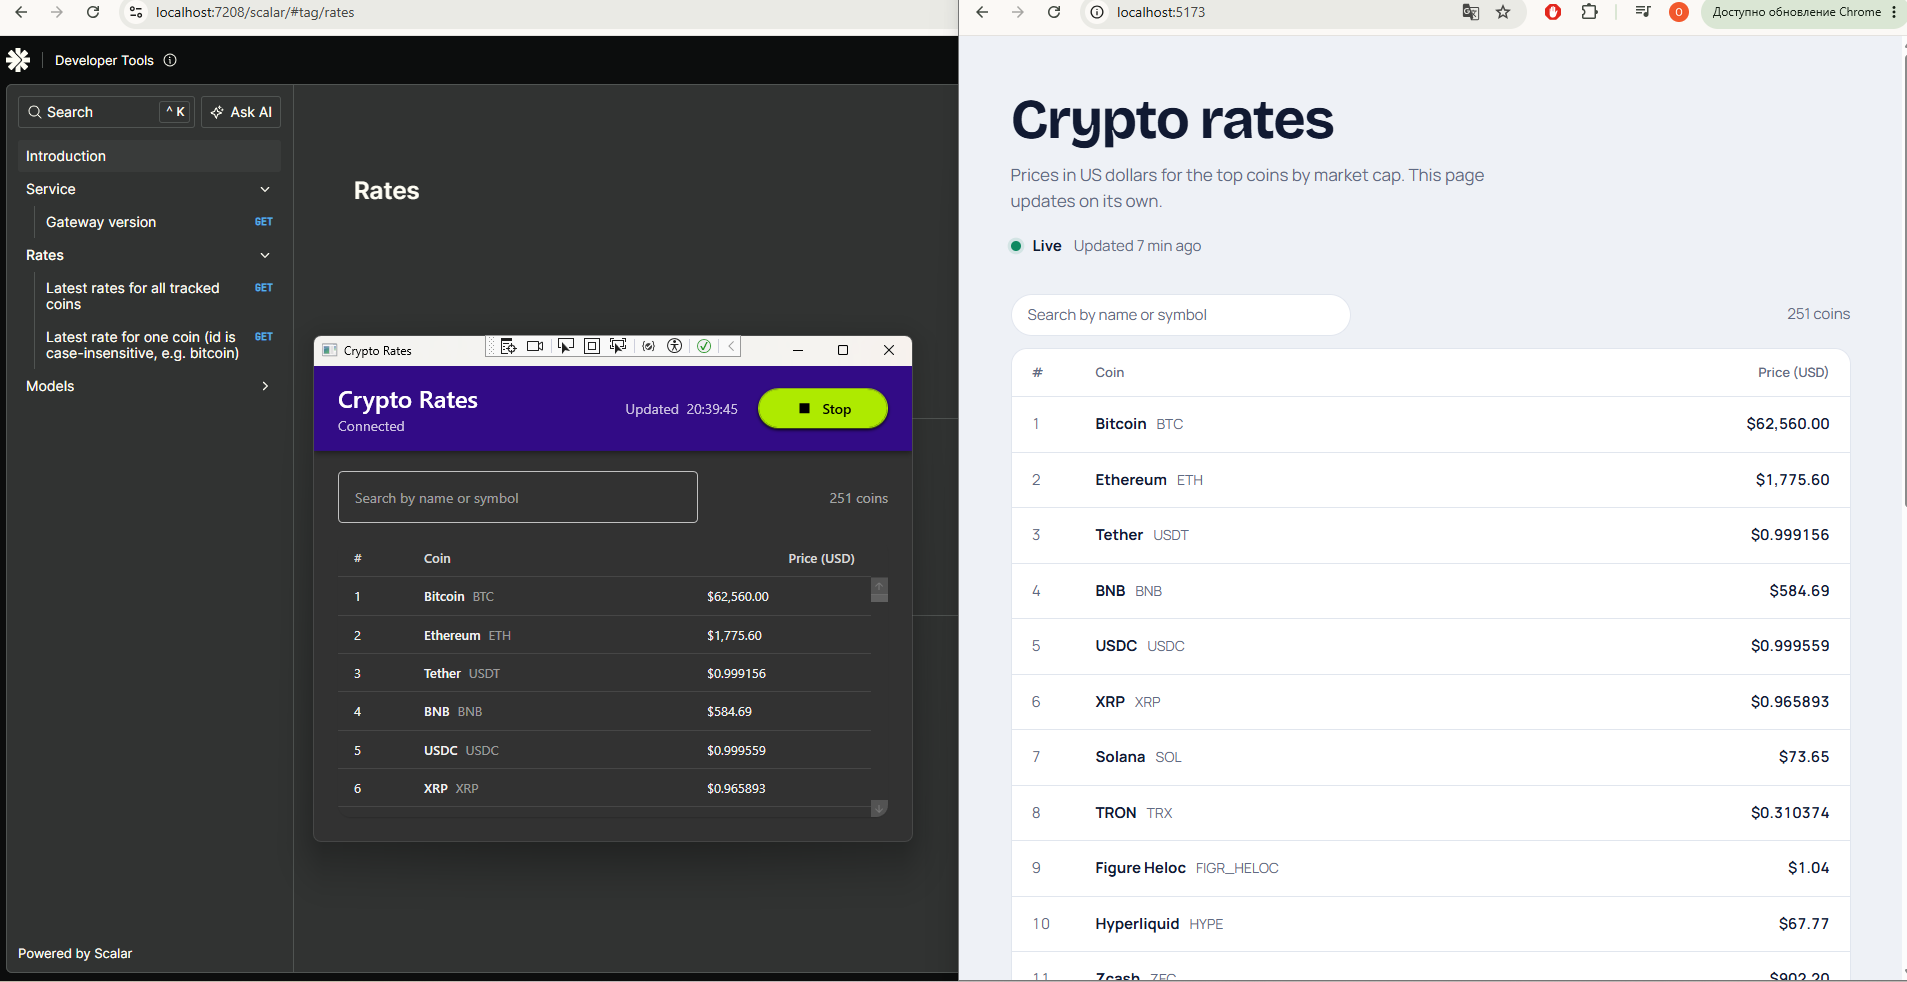 localhost:7208/scalar/#tag/rates
Developer Tools
Search
^ K
Ask AI
Introduction
Service
Gateway version GET
Rates
Latest rates for all tracked GET
coins
Latest rate for one coin (id is GET
case-insensitive, e.g. bitcoin)
Models
Powered by Scalar
Rates
Crypto Rates
Crypto Rates
Connected
Updated 20:39:45
Stop
Search by name or symbol
251 coins
# Coin Price (USD)
1 Bitcoin BTC $62,560.00
2 Ethereum ETH $1,775.60
3 Tether USDT $0.999156
4 BNB BNB $584.69
5 USDC USDC $0.999559
6 XRP XRP $0.965893
localhost:5173
O
Доступно обновление Chrome
Crypto rates
Prices in US dollars for the top coins by market cap. This page
updates on its own.
Live Updated 7 min ago
Search by name or symbol
251 coins
# Coin Price (USD)
1 Bitcoin BTC $62,560.00
2 Ethereum ETH $1,775.60
3 Tether USDT $0.999156
4 BNB BNB $584.69
5 USDC USDC $0.999559
6 XRP XRP $0.965893
7 Solana SOL $73.65
8 TRON TRX $0.310374
9 Figure Heloc FIGR_HELOC $1.04
10 Hyperliquid HYPE $67.77
11 Zcash ZEC $902.20